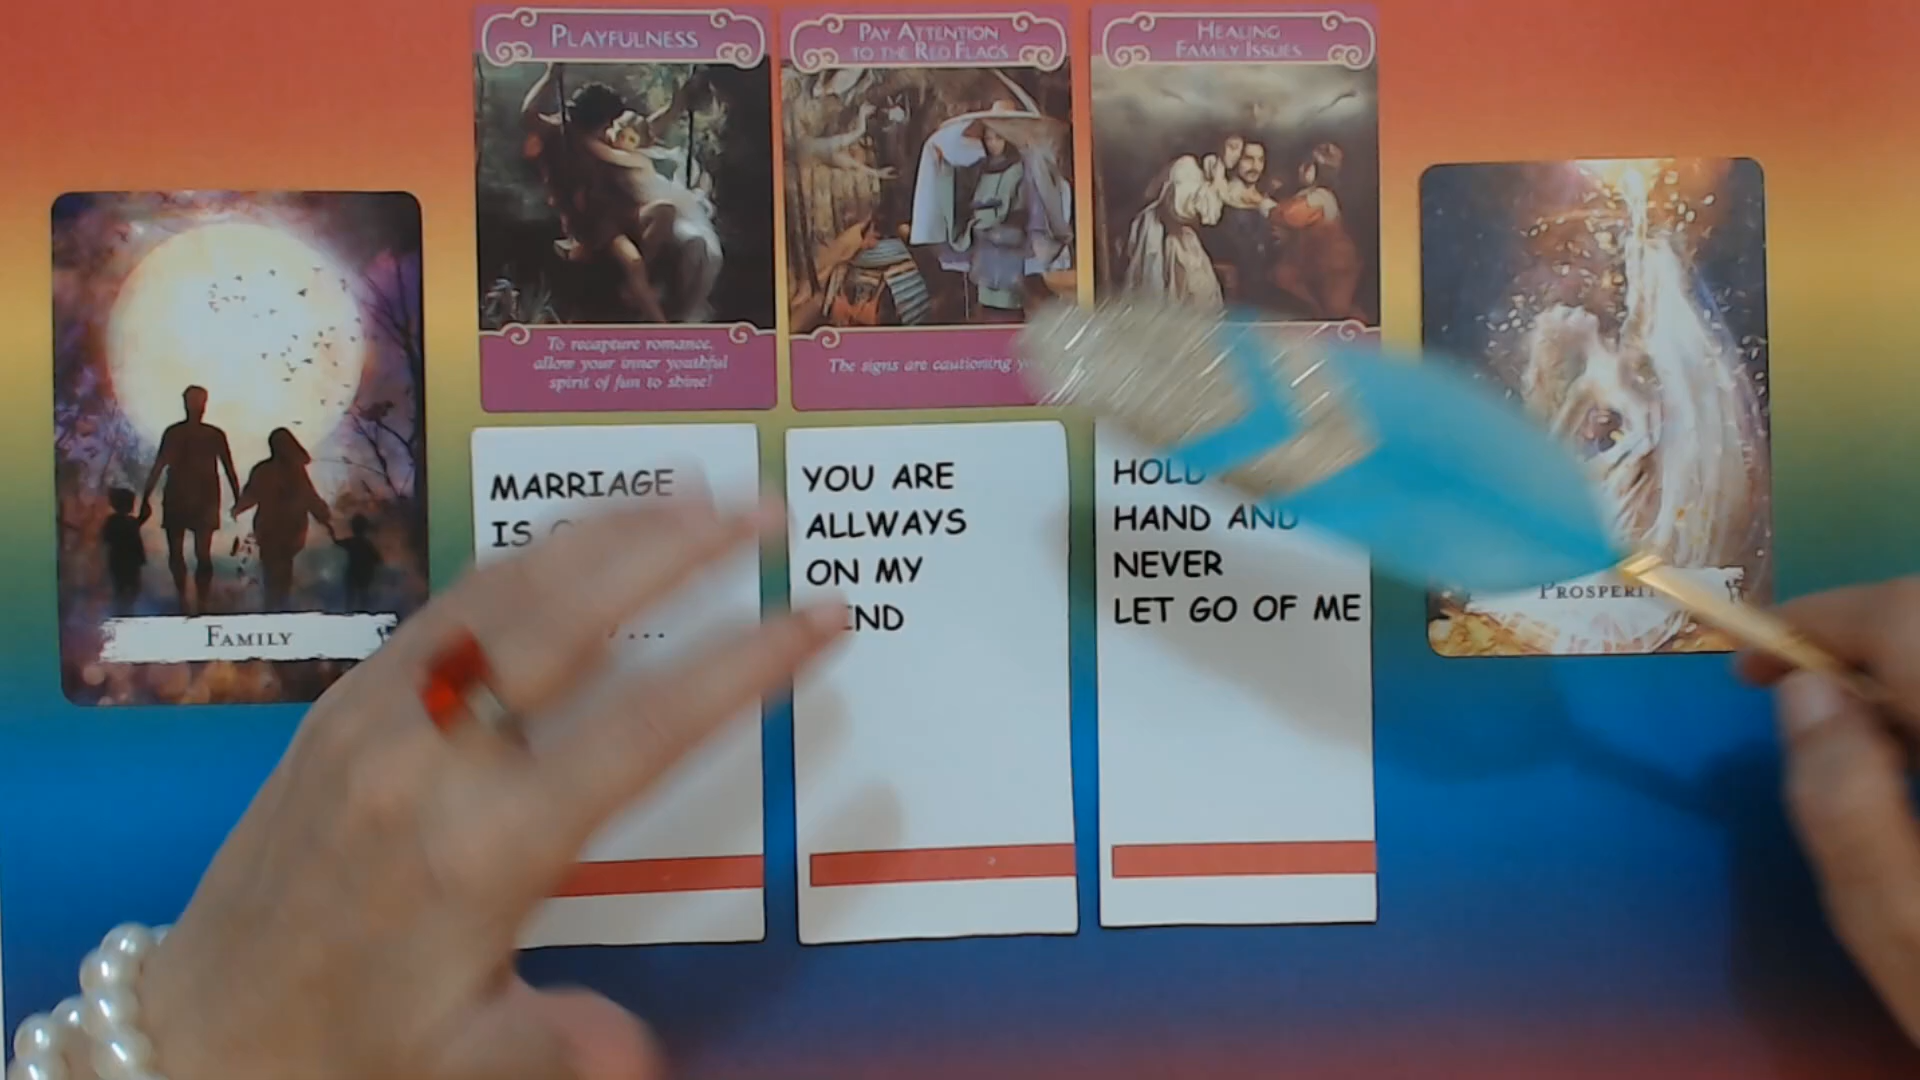 PLAYFULNESS
To recapture romance,
allow your inner youthful
spirit of fun to shine!
PAY ATTENTION
TO THE RED FLAGS
The signs are cautioning
HEALING
FAMILY ISSUES
FAMILY
MARRIAGE
IS
...
YOU ARE
ALLWAYS
ON MY
HOLD
HAND AND
NEVER
LET GO OF ME